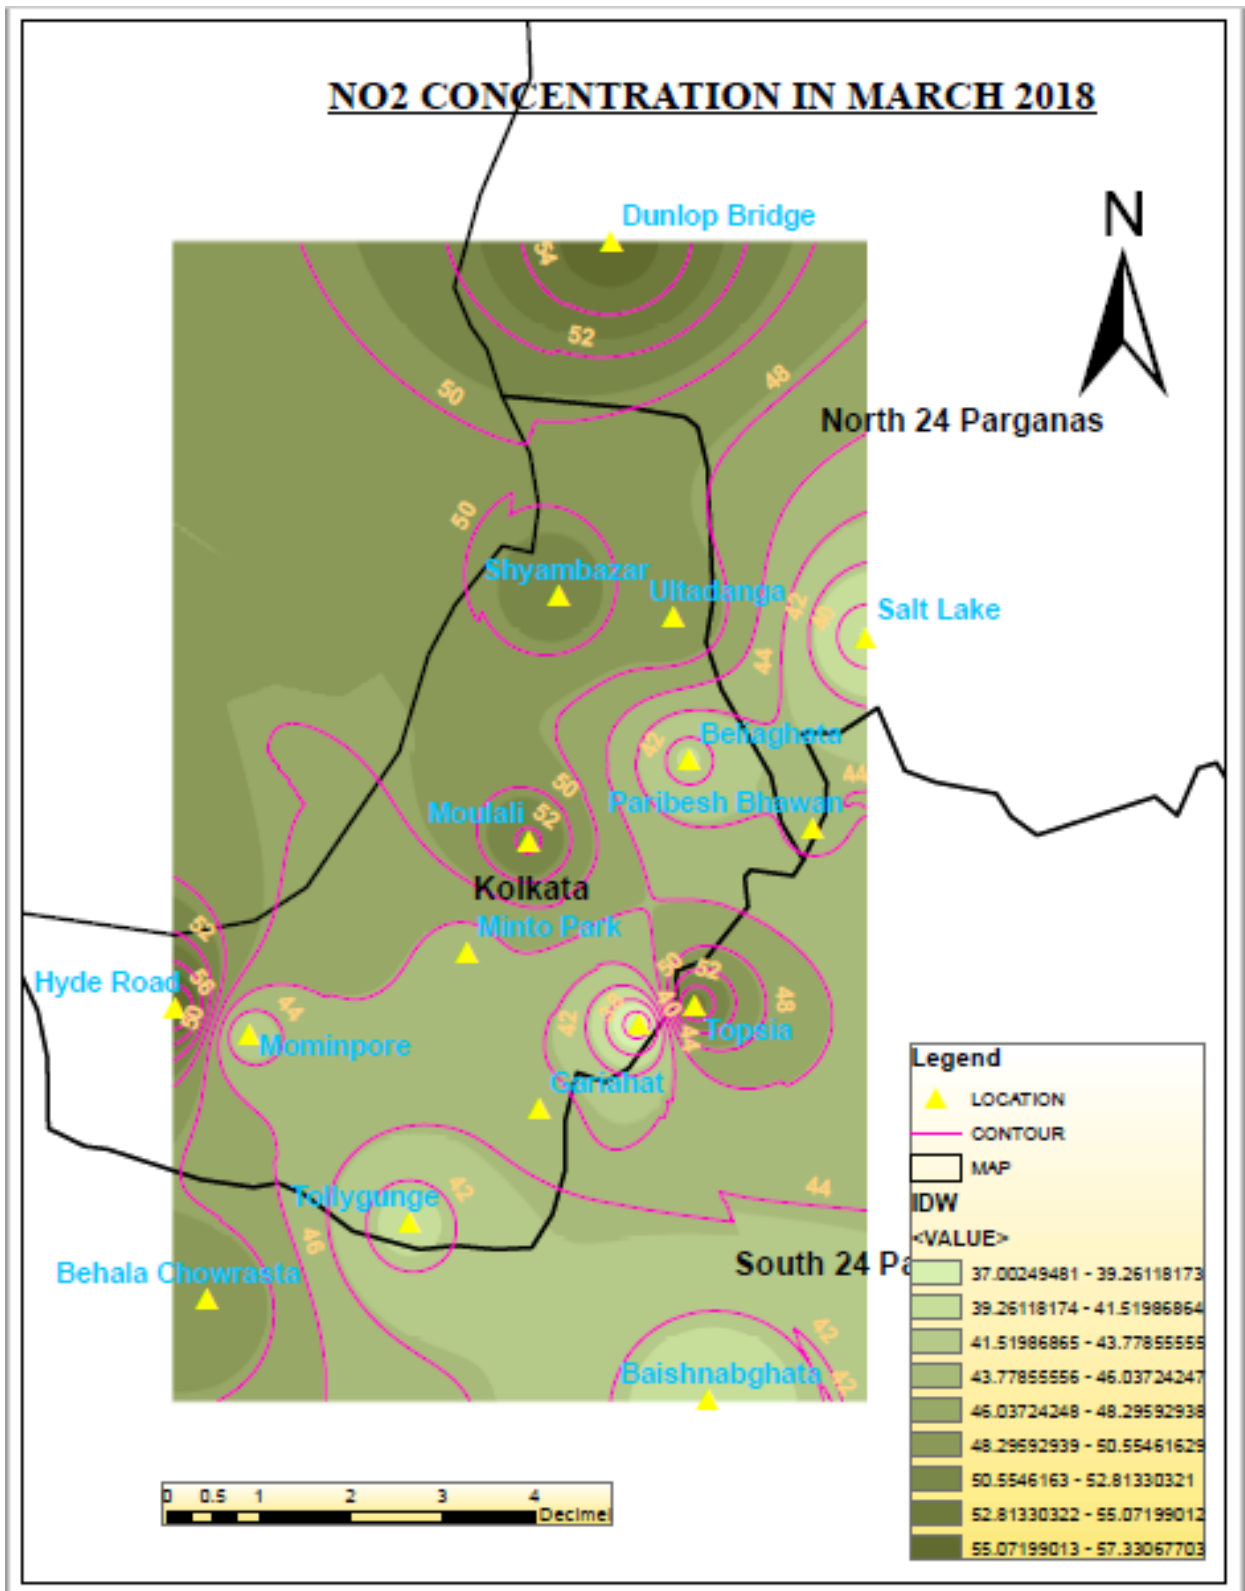 NO2 CONCENTRATION IN MARCH 2018
N
Dunlop Bridge
54
52
50
48
North 24 Parganas
50
Shyambazar
Ultadanga
42
40
Salt Lake
44
42
Beliaghata
44
50
Paribesh Bhawan
Moulali
52
Kolkata
52
Minto Park
50
52
56
Hyde Road
50
44
42
40
48
Mominpore
Topsia
44
Gariahat
42
Tollygunge
44
46
South 24 Pa
Behala Chowrasta
42
Baishnabghata
42
Legend
LOCATION
CONTOUR
MAP
IDW
<VALUE>
37.00249481 - 39.26118173
39.26118174 - 41.51986864
41.51986865 - 43.77855555
43.77855556 - 46.03724247
46.03724248 - 48.29592938
48.29592939 - 50.55461629
50.5546163 - 52.81330321
52.81330322 - 55.07199012
55.07199013 - 57.33067703
0 0.5 1 2 3 4
Decimel